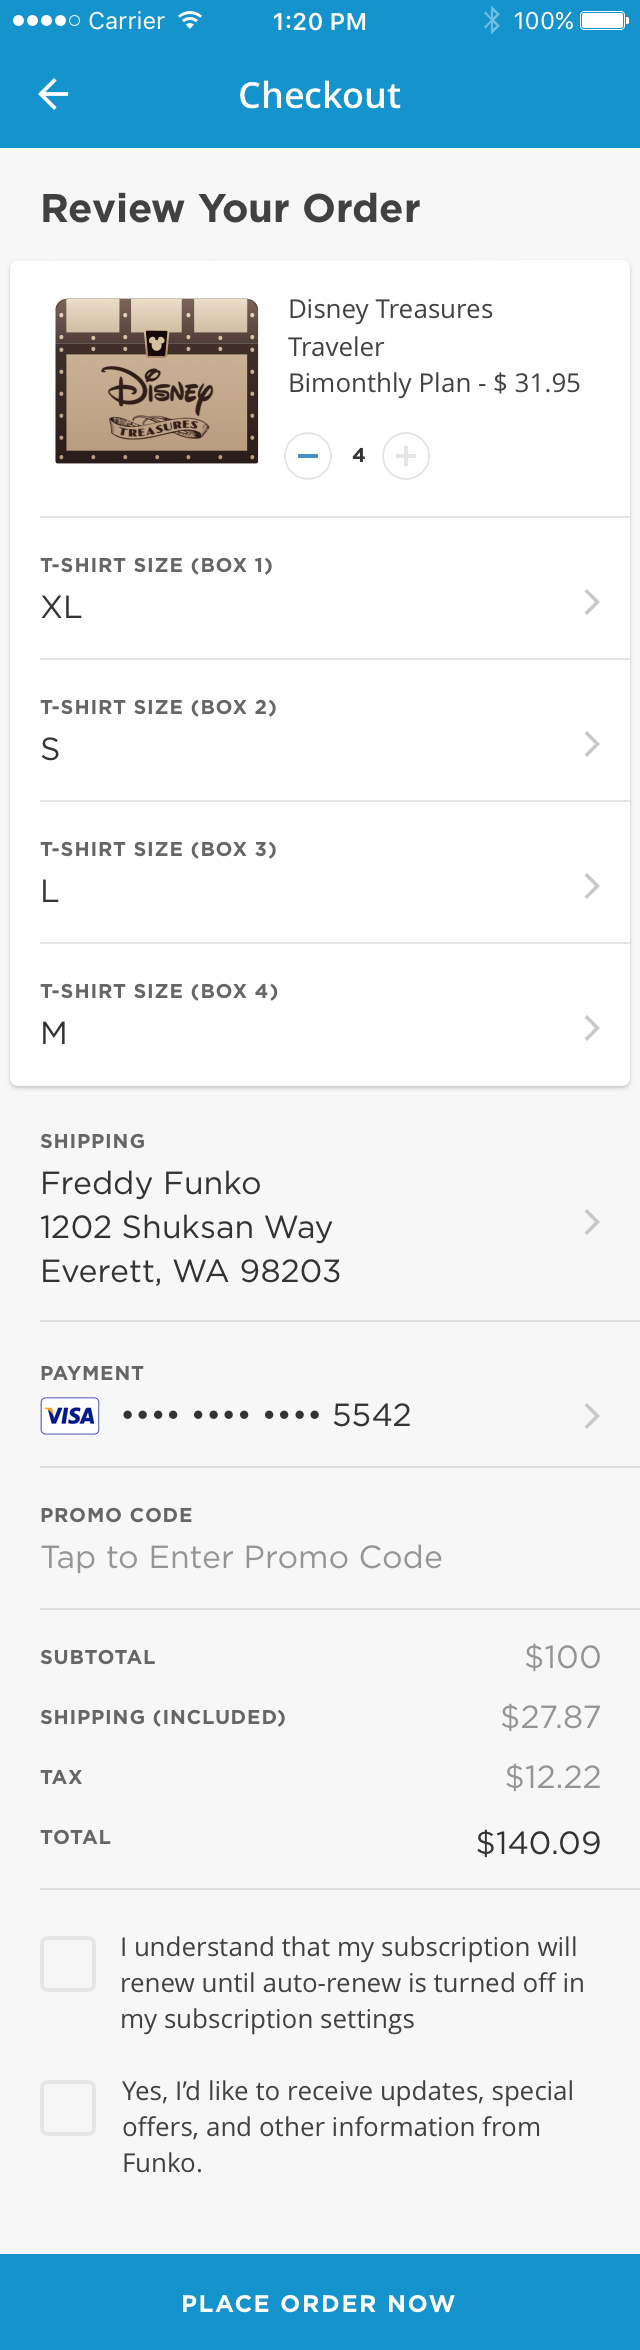 Carrier 1:20 PM 100%
Checkout
Review Your Order
Disney
TREASURES
Disney Treasures
Traveler
Bimonthly Plan - $ 31.95
4
T-SHIRT SIZE (BOX 1)
XL
T-SHIRT SIZE (BOX 2)
S
T-SHIRT SIZE (BOX 3)
L
T-SHIRT SIZE (BOX 4)
M
SHIPPING
Freddy Funko
1202 Shuksan Way
Everett, WA 98203
PAYMENT
VISA •••• •••• •••• 5542
PROMO CODE
Tap to Enter Promo Code
SUBTOTAL $100
SHIPPING (INCLUDED) $27.87
TAX $12.22
TOTAL $140.09
I understand that my subscription will
renew until auto-renew is turned off in
my subscription settings
Yes, I'd like to receive updates, special
offers, and other information from
Funko.
PLACE ORDER NOW